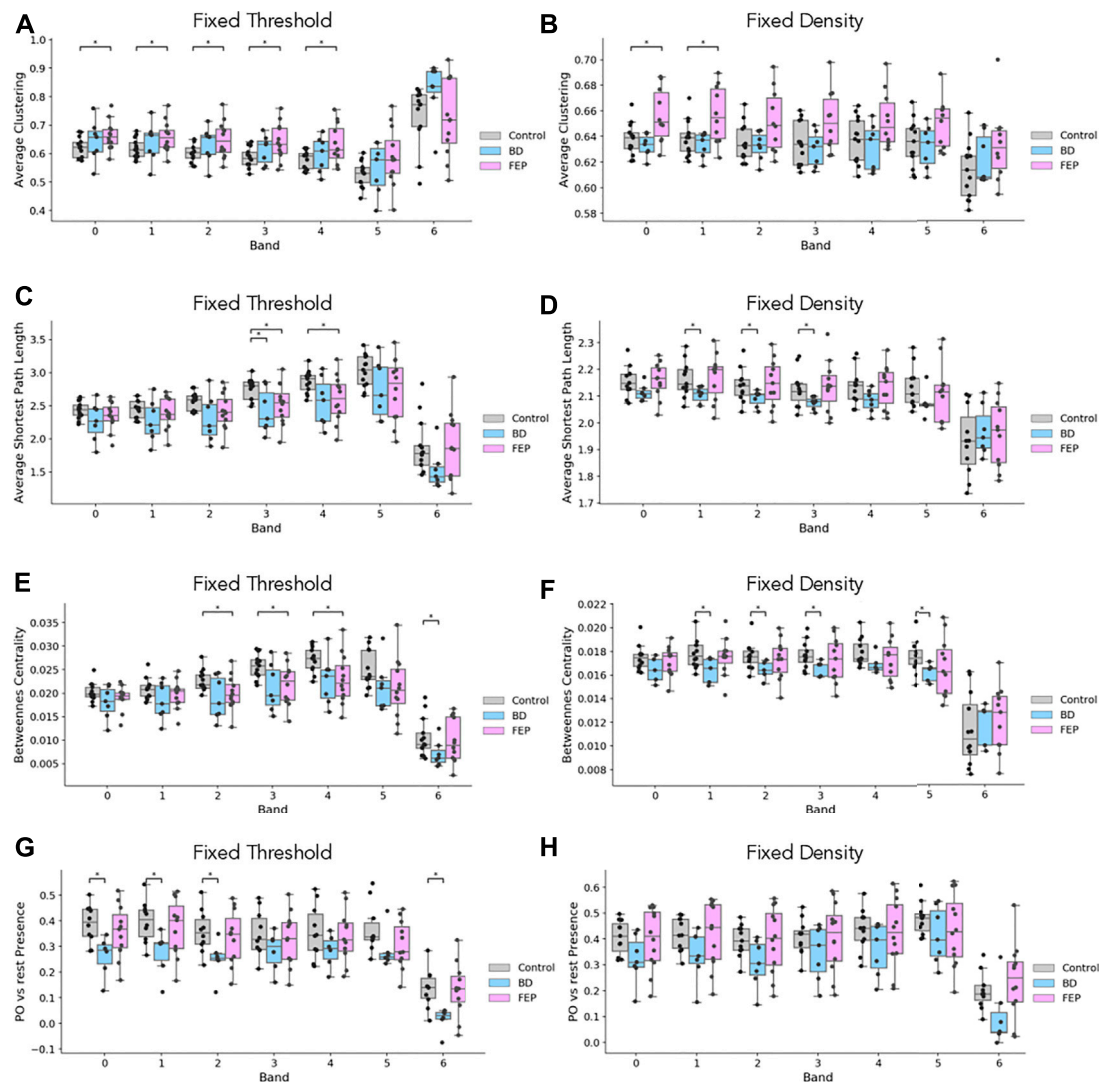 A
Fixed Threshold
Average Clustering
1.0
0.9
0.8
0.7
0.6
0.5
0.4
* * * * *
0 1 2 3 4 5 6
Band
Control
BD
FEP
B
Fixed Density
Average Clustering
0.70
0.68
0.66
0.64
0.62
0.60
0.58
* *
0 1 2 3 4 5 6
Band
Control
BD
FEP
C
Fixed Threshold
Average Shortest Path Length
3.5
3.0
2.5
2.0
1.5
* * *
0 1 2 3 4 5 6
Band
Control
BD
FEP
D
Fixed Density
Average Shortest Path Length
2.3
2.2
2.1
2.0
1.9
1.8
1.7
* * *
0 1 2 3 4 5 6
Band
Control
BD
FEP
E
Fixed Threshold
Betweennes Centrality
0.035
0.030
0.025
0.020
0.015
0.010
0.005
* * * *
0 1 2 3 4 5 6
Band
Control
BD
FEP
F
Fixed Density
Betweennes Centrality
0.022
0.020
0.018
0.016
0.014
0.012
0.010
0.008
* * * *
0 1 2 3 4 5 6
Band
Control
BD
FEP
G
Fixed Threshold
PO vs rest Presence
0.5
0.4
0.3
0.2
0.1
0.0
−0.1
* * * *
0 1 2 3 4 5 6
Band
Control
BD
FEP
H
Fixed Density
PO vs rest Presence
0.6
0.5
0.4
0.3
0.2
0.1
0.0
0 1 2 3 4 5 6
Band
Control
BD
FEP